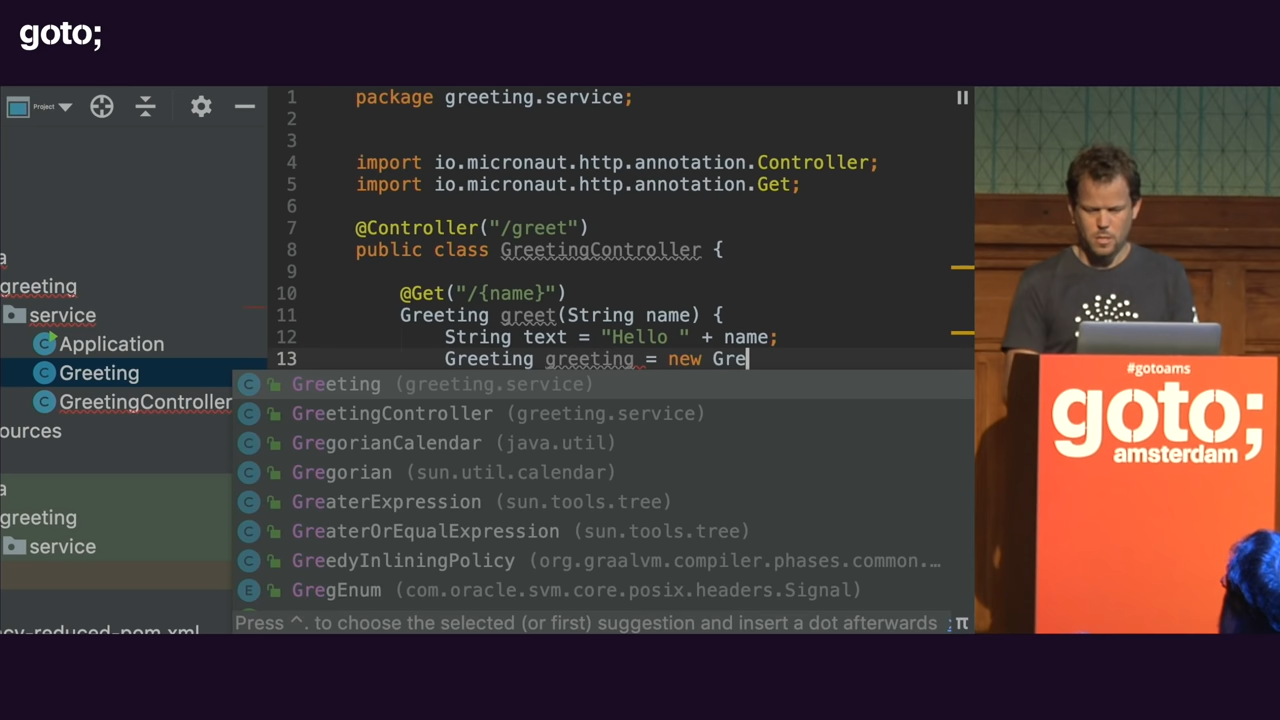 goto;
Project
1 package greeting.service;
2
3
4 import io.micronaut.http.annotation.Controller;
5 import io.micronaut.http.annotation.Get;
6
7 @Controller("/greet")
8 public class GreetingController {
9
10 @Get("/{name}")
11 Greeting greet(String name) {
12 String text = "Hello " + name;
13 Greeting greeting = new Gre
a
greeting
service
Application
Greeting
GreetingController
ources
a
greeting
service
cy-reduced-pom.xml
Greeting (greeting.service)
GreetingController (greeting.service)
GregorianCalendar (java.util)
Gregorian (sun.util.calendar)
GreaterExpression (sun.tools.tree)
GreaterOrEqualExpression (sun.tools.tree)
GreedyInliningPolicy (org.graalvm.compiler.phases.common.…
GregEnum (com.oracle.svm.core.posix.headers.Signal)
Press ^. to choose the selected (or first) suggestion and insert a dot afterwards π
#gotoams
goto;
amsterdam